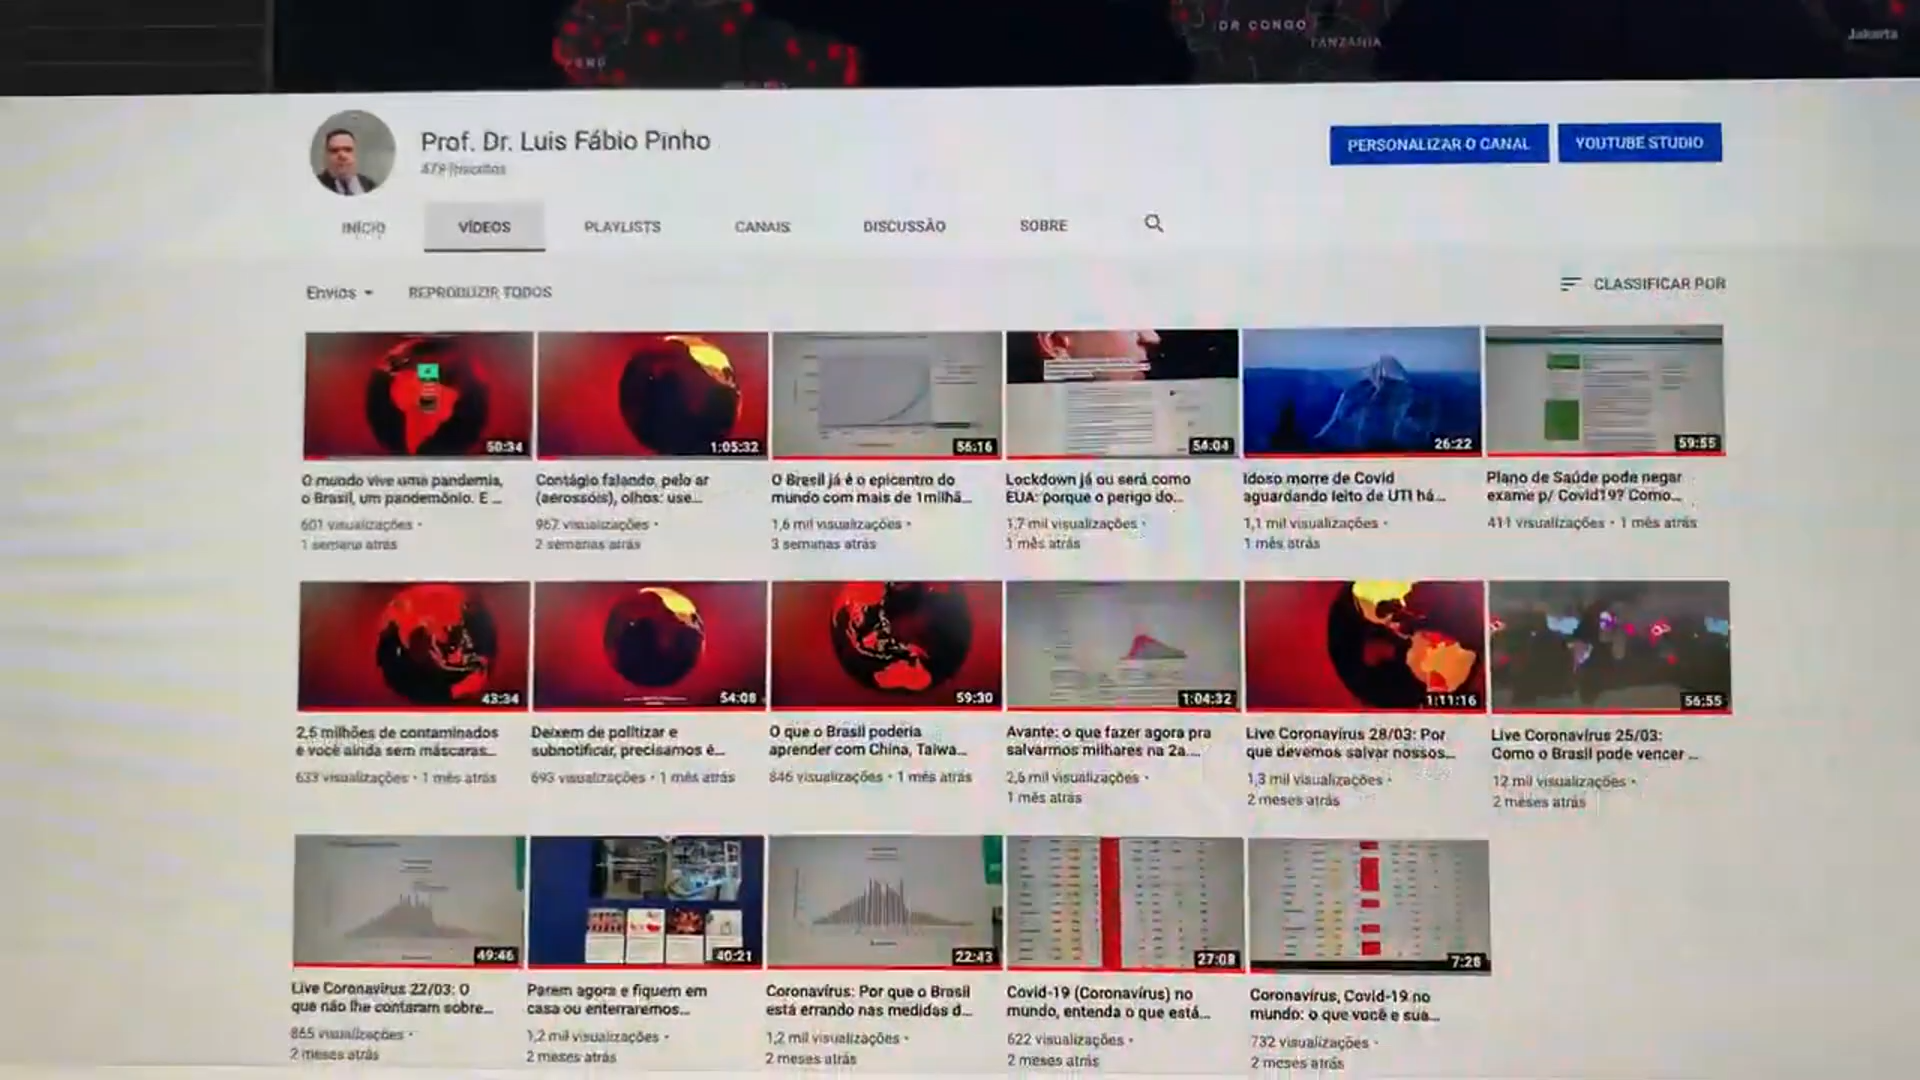 DR CONGO
TANZANIA
Jakarta
Prof. Dr. Luis Fábio Pinho
479 inscritos
PERSONALIZAR O CANAL
YOUTUBE STUDIO
INÍCIO
VÍDEOS
PLAYLISTS
CANAIS
DISCUSSÃO
SOBRE
Envios
REPRODUZIR TODOS
CLASSIFICAR POR
50:34
1:05:32
56:16
54:04
26:22
59:55
O mundo vive uma pandemia,
o Brasil, um pandemônio. E ...
601 visualizações •
1 semana atrás
Contágio falando, pelo ar
(aerossóis), olhos: use...
967 visualizações •
2 semanas atrás
O Brasil já é o epicentro do
mundo com mais de 1milhã...
1,6 mil visualizações •
3 semanas atrás
Lockdown já ou será como
EUA: porque o perigo do...
1,7 mil visualizações •
1 mês atrás
Idoso morre de Covid
aguardando leito de UTI há...
1,1 mil visualizações •
1 mês atrás
Plano de Saúde pode negar
exame p/ Covid19? Como...
411 visualizações • 1 mês atrás
43:34
54:08
59:30
1:04:32
1:11:16
56:55
2,5 milhões de contaminados
e você ainda sem máscaras...
633 visualizações • 1 mês atrás
Deixem de politizar e
subnotificar, precisamos é...
693 visualizações • 1 mês atrás
O que o Brasil poderia
aprender com China, Taiwa...
846 visualizações • 1 mês atrás
Avante: o que fazer agora pra
salvarmos milhares na 2a....
2,6 mil visualizações •
1 mês atrás
Live Coronavírus 28/03: Por
que devemos salvar nossos...
1,3 mil visualizações •
2 meses atrás
Live Coronavírus 25/03:
Como o Brasil pode vencer ...
12 mil visualizações •
2 meses atrás
49:46
40:21
22:43
27:08
7:28
Live Coronavírus 22/03: O
que não lhe contaram sobre...
865 visualizações •
2 meses atrás
Parem agora e fiquem em
casa ou enterraremos...
1,2 mil visualizações •
2 meses atrás
Coronavírus: Por que o Brasil
está errando nas medidas d...
1,2 mil visualizações •
2 meses atrás
Covid-19 (Coronavírus) no
mundo, entenda o que está...
622 visualizações •
2 meses atrás
Coronavírus, Covid-19 no
mundo: o que você e sua...
732 visualizações •
2 meses atrás